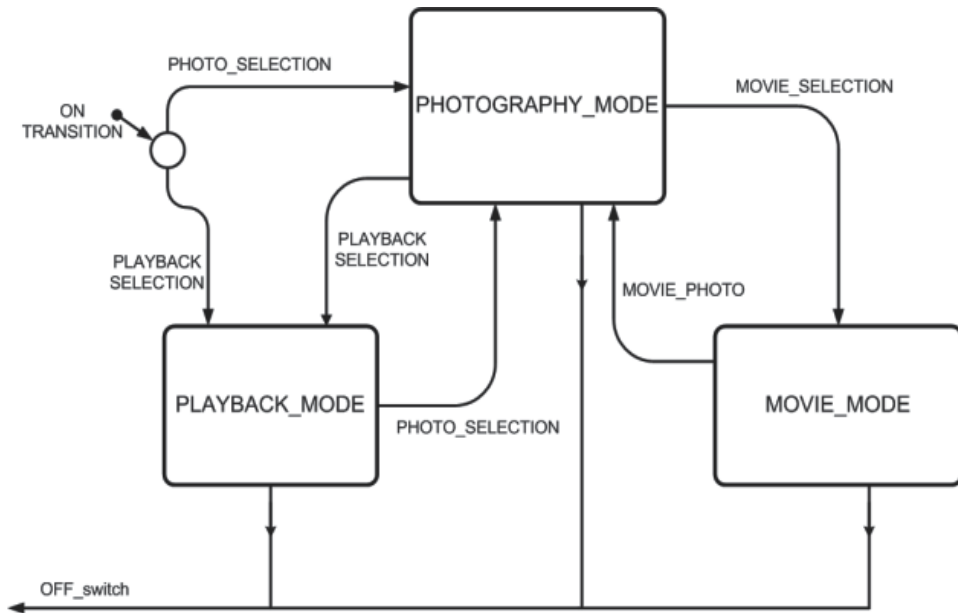 PHOTO_SELECTION
ON
TRANSITION
PHOTOGRAPHY_MODE
MOVIE_SELECTION
PLAYBACK
SELECTION
PLAYBACK
SELECTION
MOVIE_PHOTO
PLAYBACK_MODE
PHOTO_SELECTION
MOVIE_MODE
OFF_switch